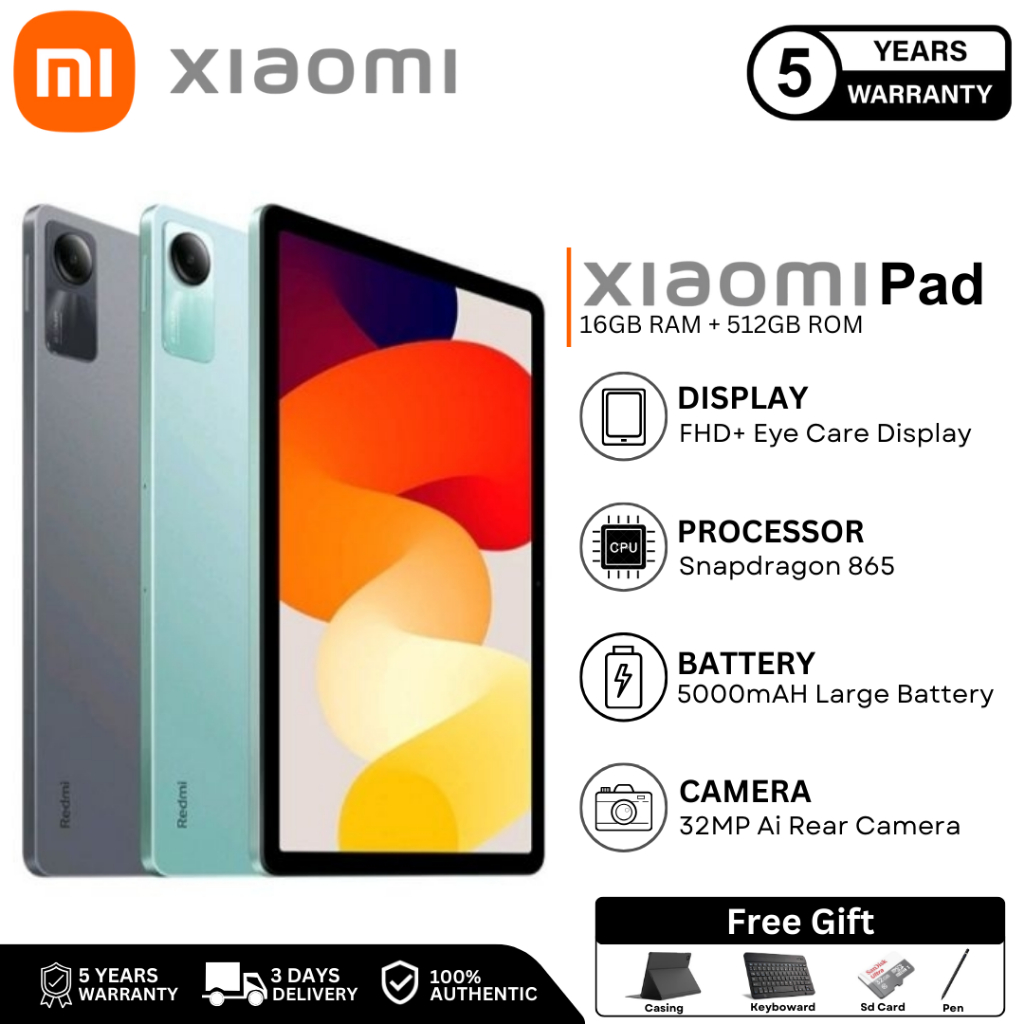 mi xiaomi
5 YEARS
WARRANTY
xiaomi Pad
16GB RAM + 512GB ROM
DISPLAY
FHD+ Eye Care Display
CPU
PROCESSOR
Snapdragon 865
BATTERY
5000mAH Large Battery
CAMERA
32MP Ai Rear Camera
Redmi
Redmi
Free Gift
SanDisk
Ultra
Casing
Keyboward
Sd Card
Pen
5 YEARS
WARRANTY
3 DAYS
DELIVERY
100%
AUTHENTIC